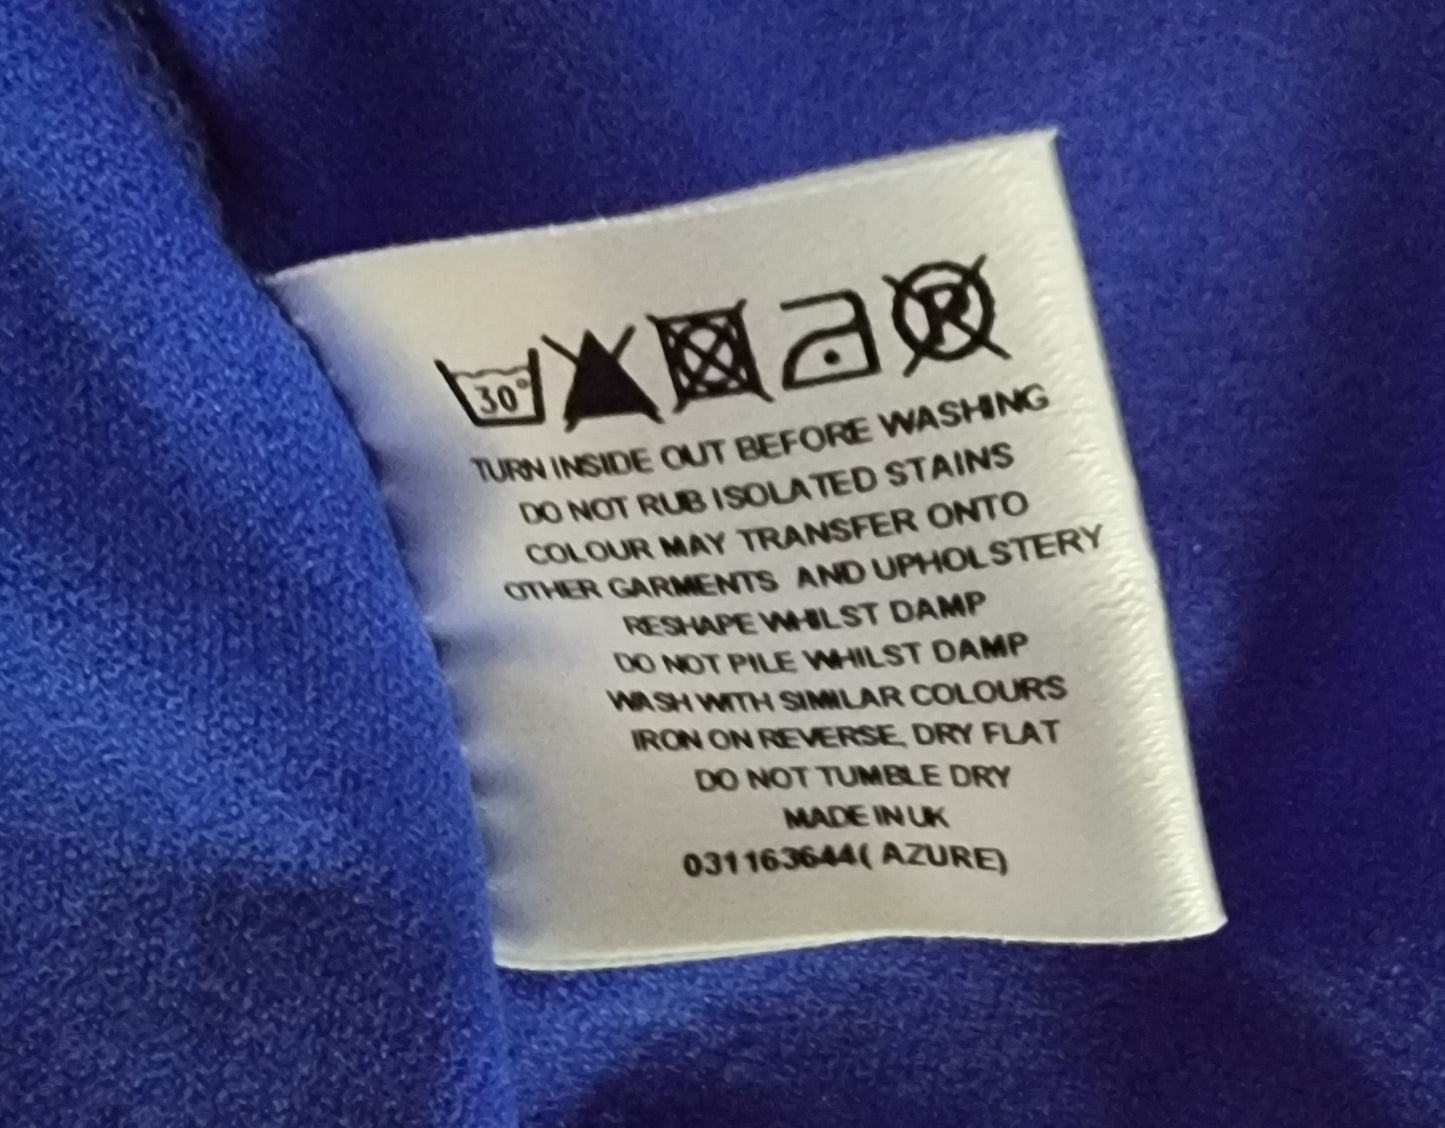 30°
R
TURN INSIDE OUT BEFORE WASHING
DO NOT RUB ISOLATED STAINS
COLOUR MAY TRANSFER ONTO
OTHER GARMENTS AND UPHOLSTERY
RESHAPE WHILST DAMP
DO NOT PILE WHILST DAMP
WASH WITH SIMILAR COLOURS
IRON ON REVERSE, DRY FLAT
DO NOT TUMBLE DRY
MADE IN UK
031163644( AZURE)